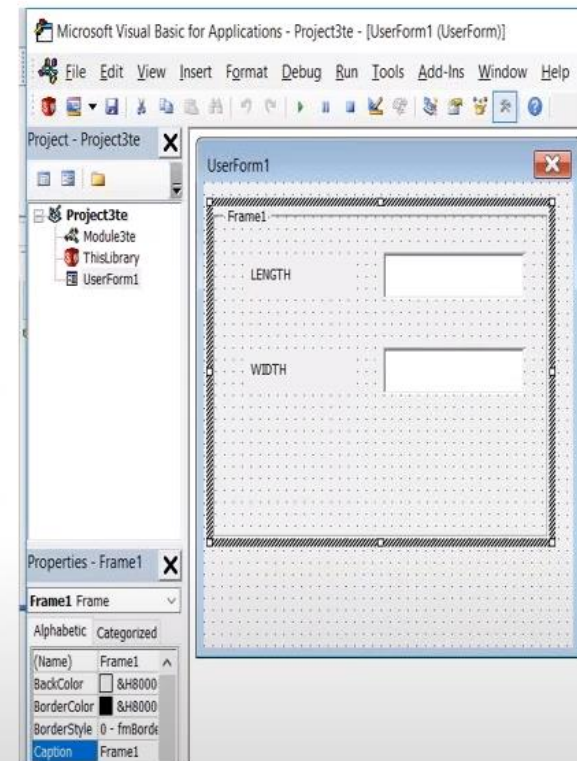 Microsoft Visual Basic for Applications - Project3te - [UserForm1 (UserForm)]
File Edit View Insert Format Debug Run Tools Add-Ins Window Help
Project - Project3te
Project3te
Module3te
ThisLibrary
UserForm1
UserForm1
Frame1
LENGTH
WIDTH
Properties - Frame1
Frame1 Frame
Alphabetic Categorized
(Name) Frame1
BackColor &H8000
BorderColor &H8000
BorderStyle 0 - fmBorde
Caption Frame1